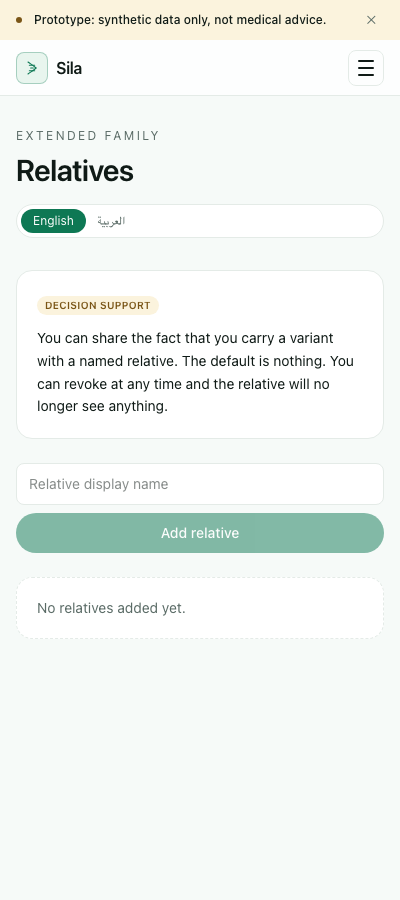 Prototype: synthetic data only, not medical advice.
Sila
EXTENDED FAMILY
Relatives
English
العربية
DECISION SUPPORT
You can share the fact that you carry a variant
with a named relative. The default is nothing. You
can revoke at any time and the relative will no
longer see anything.
Relative display name
Add relative
No relatives added yet.